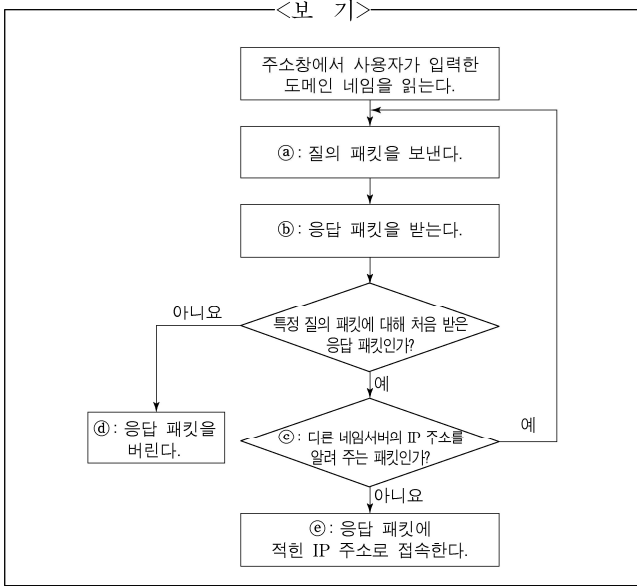 <보 기>
주소창에서 사용자가 입력한
도메인 네임을 읽는다.
ⓐ: 질의 패킷을 보낸다.
ⓑ: 응답 패킷을 받는다.
아니요
특정 질의 패킷에 대해 처음 받은
응답 패킷인가?
예
ⓓ: 응답 패킷을
버린다.
ⓒ: 다른 네임서버의 IP 주소를
알려 주는 패킷인가?
예
아니요
ⓔ: 응답 패킷에
적힌 IP 주소로 접속한다.